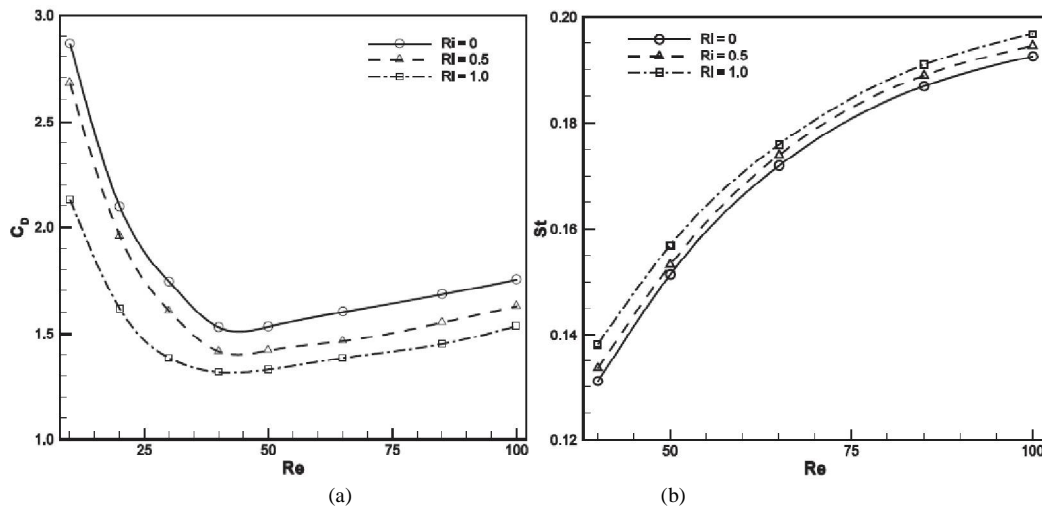 3.0
2.5
2.0
1.5
1.0
C_D
25
50
75
100
Re
Ri = 0
Ri = 0.5
Ri = 1.0
(a)
0.20
0.18
0.16
0.14
0.12
St
50
75
100
Re
Ri = 0
Ri = 0.5
Ri = 1.0
(b)